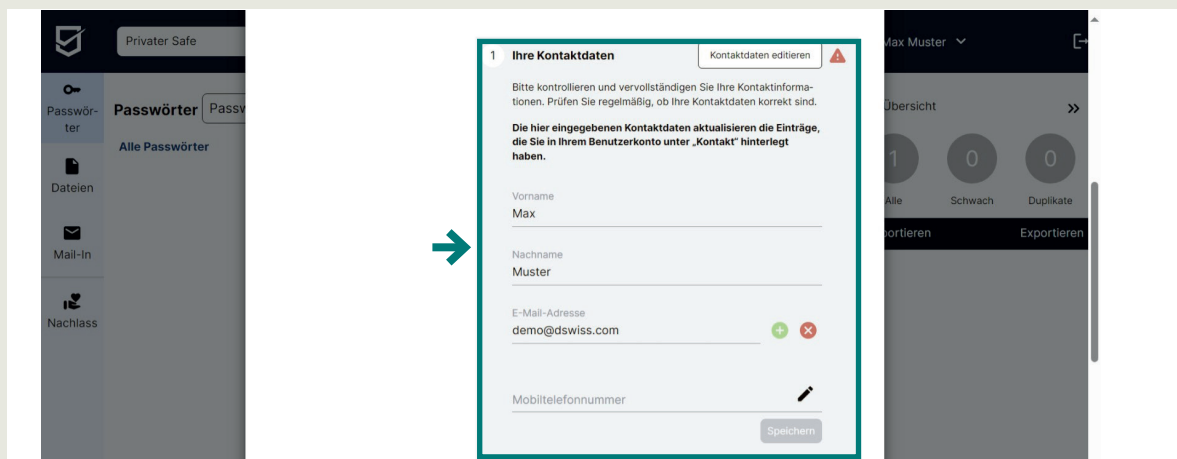 Privater Safe
Max Muster
Passwör-
ter
Dateien
Mail-In
Nachlass
Passwörter
Passw
Alle Passwörter
1 Ihre Kontaktdaten
Kontaktdaten editieren
Bitte kontrollieren und vervollständigen Sie Ihre Kontaktinforma-
tionen. Prüfen Sie regelmäßig, ob Ihre Kontaktdaten korrekt sind.
Die hier eingegebenen Kontaktdaten aktualisieren die Einträge,
die Sie in Ihrem Benutzerkonto unter „Kontakt" hinterlegt
haben.
Vorname
Max
Nachname
Muster
E-Mail-Adresse
demo@dswiss.com
Mobiltelefonnummer
Speichern
Übersicht
1 0 0
Alle Schwach Duplikate
portieren Exportieren